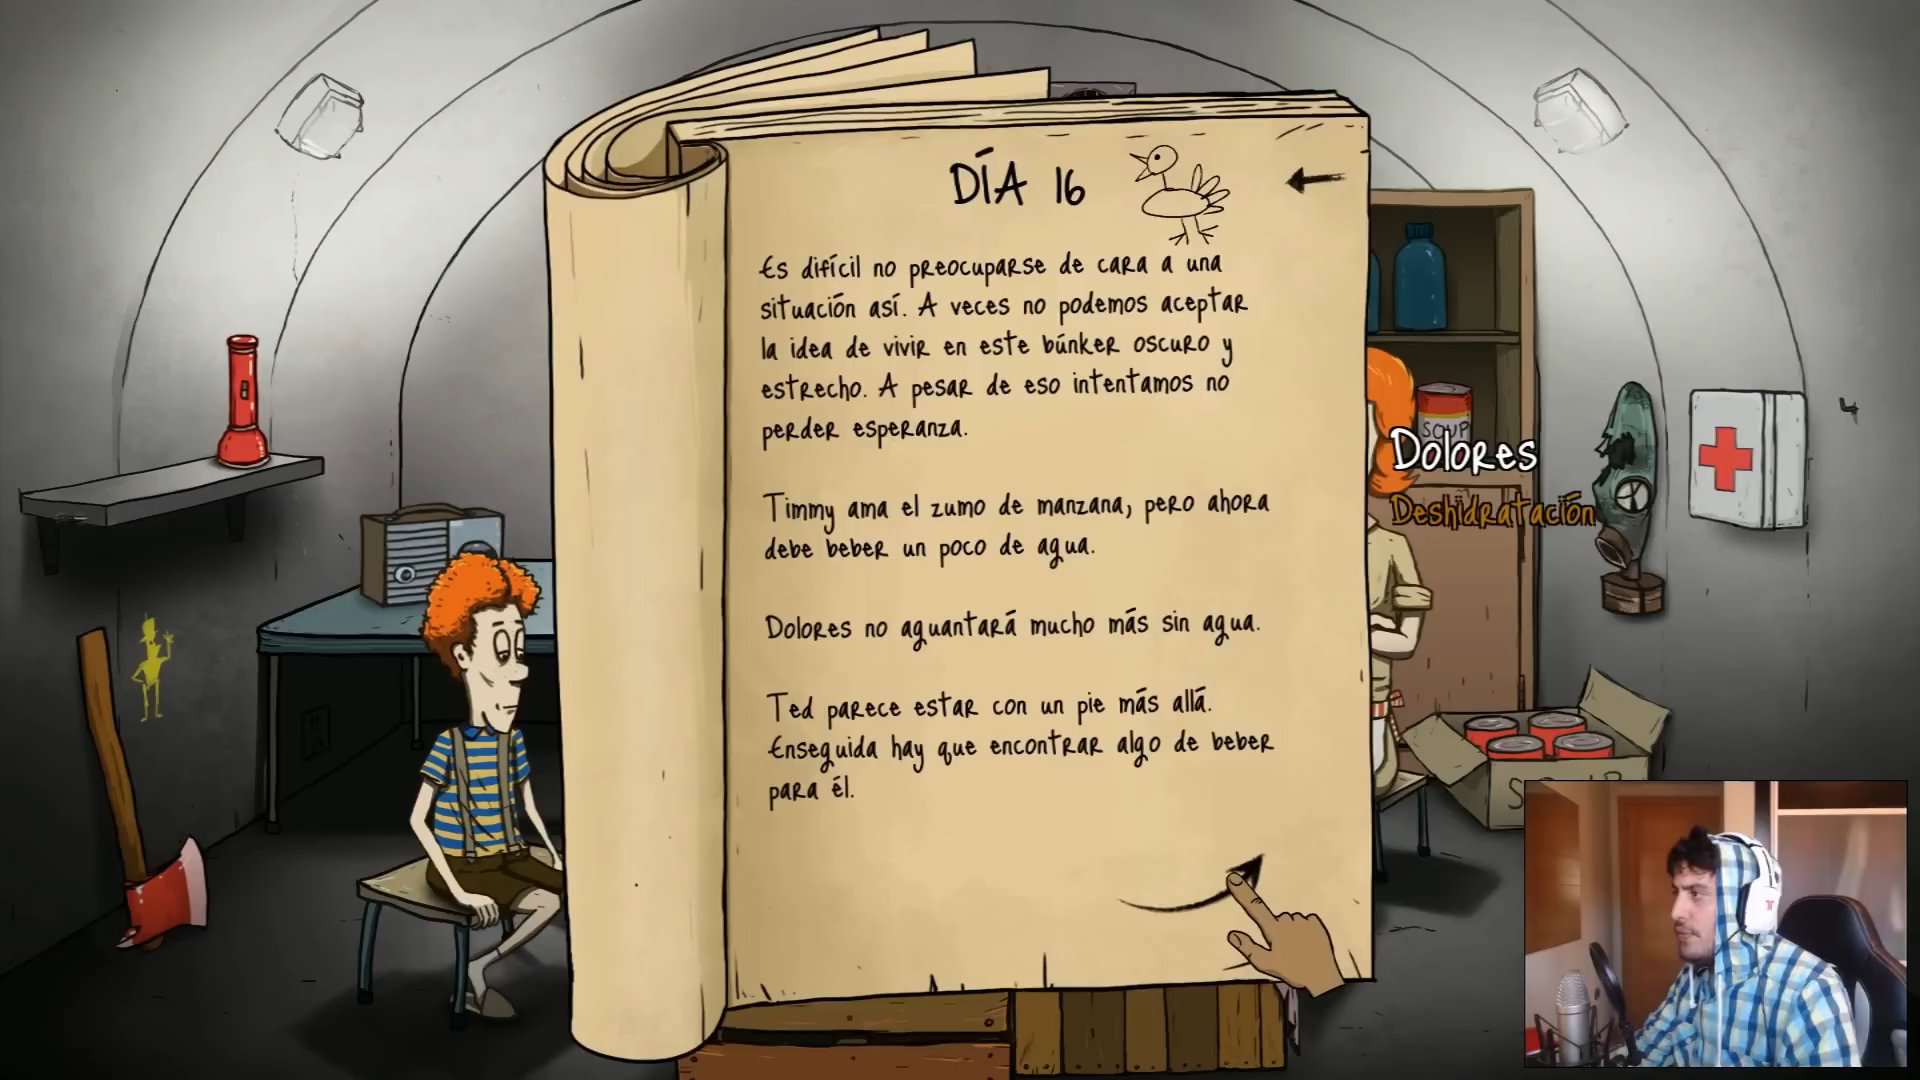 DÍA 16
Es difícil no preocuparse de cara a una
situación así. A veces no podemos aceptar
la idea de vivir en este búnker oscuro y
estrecho. A pesar de eso intentamos no
perder esperanza.
Timmy ama el zumo de manzana, pero ahora
debe beber un poco de agua.
Dolores no aguantará mucho más sin agua.
Ted parece estar con un pie más allá.
Enseguida hay que encontrar algo de beber
para él.
SOUP
Dolores
Deshidratación